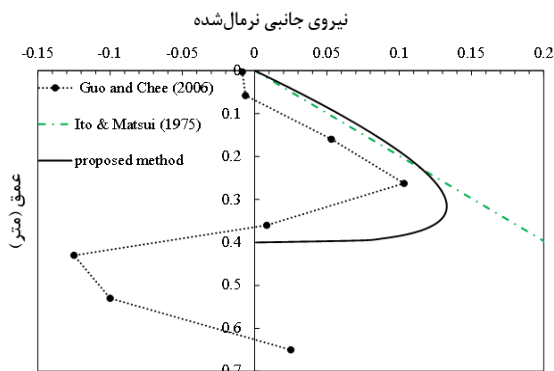 نیروی جانبی نرمال‌شده
-0.15 -0.1 -0.05 0 0.05 0.1 0.15 0.2
0
Guo and Chee (2006)
0.1
Ito & Matsui (1975)
proposed method
0.2
0.3
0.4
0.5
0.6
0.7
عمق (متر)